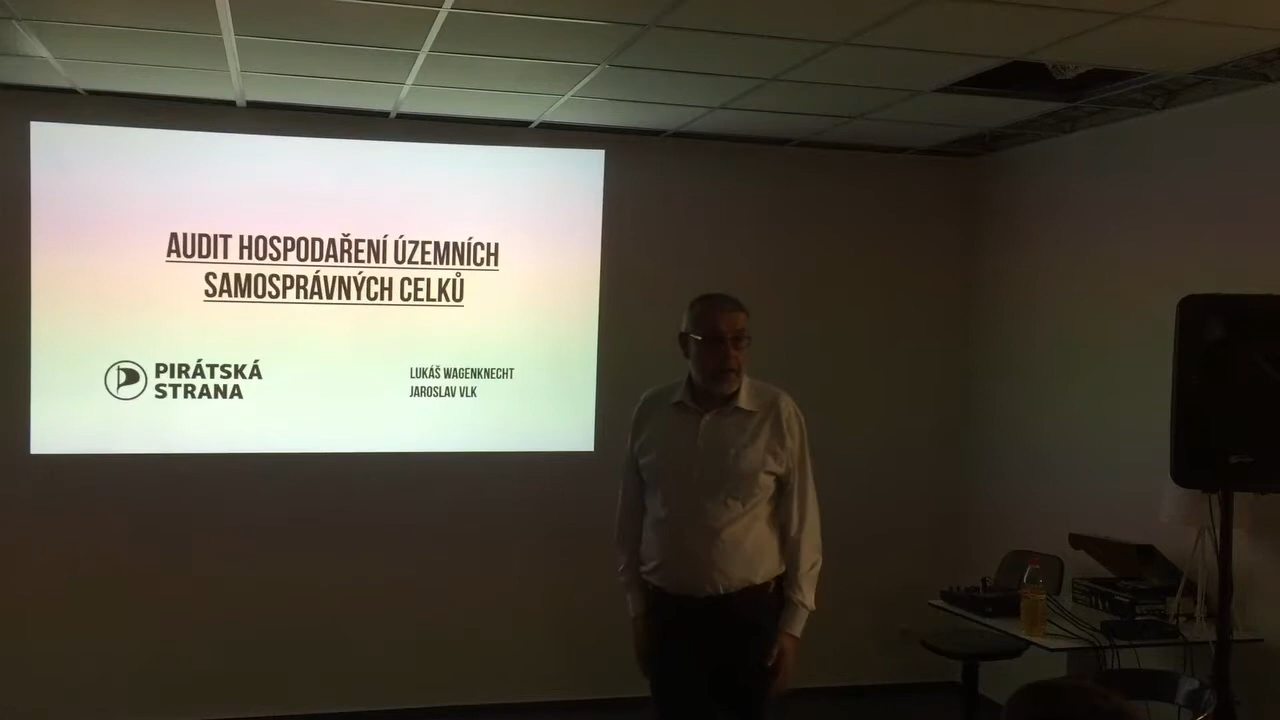 AUDIT HOSPODAŘENÍ ÚZEMNÍCH
SAMOSPRÁVNÝCH CELKŮ
PIRÁTSKÁ
STRANA
LUKÁŠ WAGENKNECHT
JAROSLAV VLK